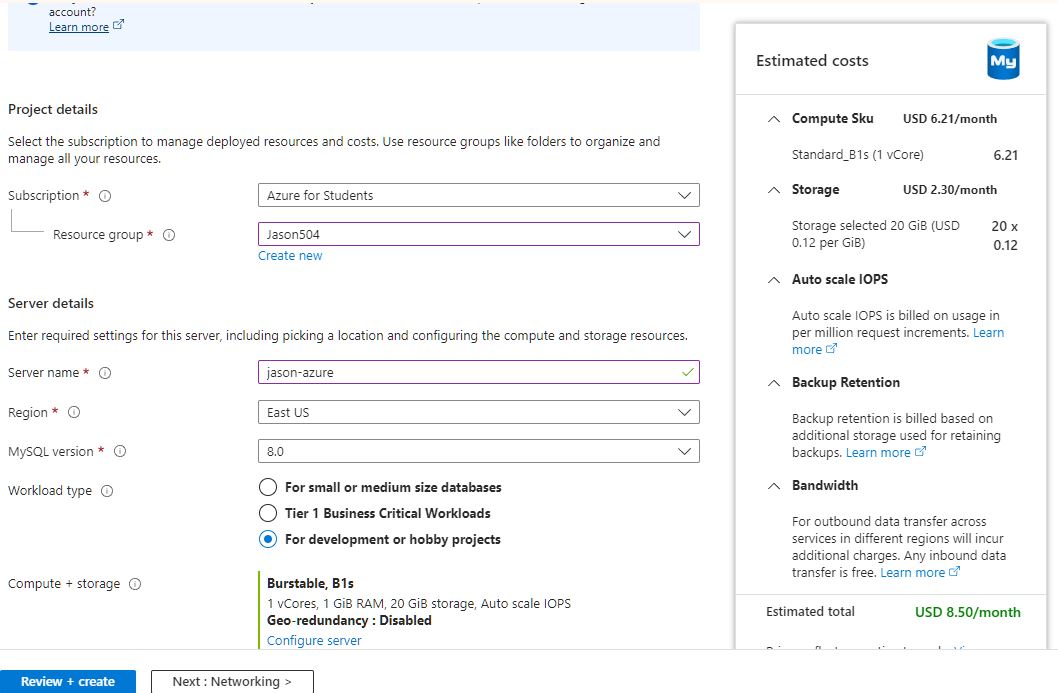 account?
Learn more
Project details
Select the subscription to manage deployed resources and costs. Use resource groups like folders to organize and
manage all your resources.
Subscription *
Azure for Students
Resource group *
Jason504
Create new
Server details
Enter required settings for this server, including picking a location and configuring the compute and storage resources.
Server name *
jason-azure
Region *
East US
MySQL version *
8.0
Workload type
For small or medium size databases
Tier 1 Business Critical Workloads
For development or hobby projects
Compute + storage
Burstable, B1s
1 vCores, 1 GiB RAM, 20 GiB storage, Auto scale IOPS
Geo-redundancy : Disabled
Configure server
Review + create
Next : Networking >
Estimated costs
My
Compute Sku USD 6.21/month
Standard_B1s (1 vCore) 6.21
Storage USD 2.30/month
Storage selected 20 GiB (USD 20 x
0.12 per GiB) 0.12
Auto scale IOPS
Auto scale IOPS is billed on usage in
per million request increments. Learn
more
Backup Retention
Backup retention is billed based on
additional storage used for retaining
backups. Learn more
Bandwidth
For outbound data transfer across
services in different regions will incur
additional charges. Any inbound data
transfer is free. Learn more
Estimated total USD 8.50/month